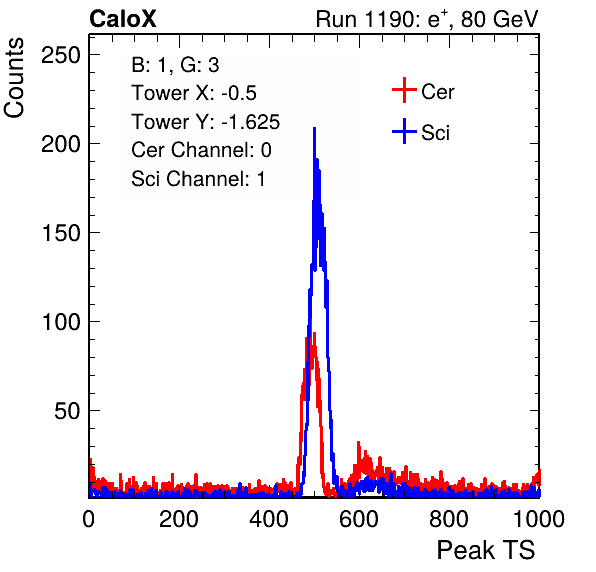 CaloX Run 1190: e⁺, 80 GeV
Counts
250
200
150
100
50
B: 1, G: 3
Tower X: -0.5
Tower Y: -1.625
Cer Channel: 0
Sci Channel: 1
Cer
Sci
0 200 400 600 800 1000
Peak TS